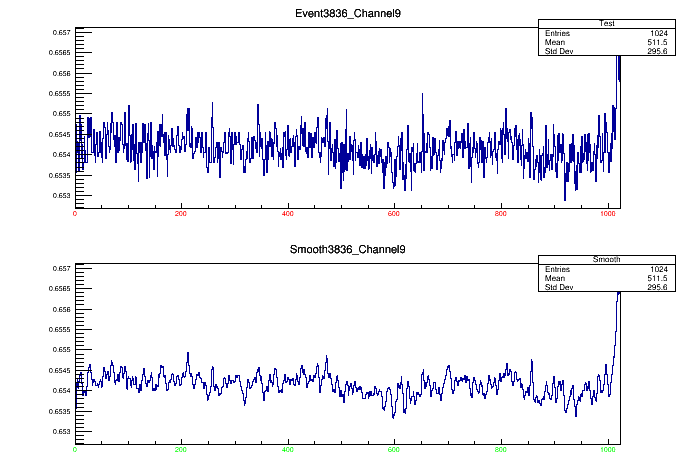 Event3836_Channel9
Test
Entries 1024
Mean 511.5
Std Dev 295.6
0.657
0.6565
0.656
0.6555
0.655
0.6545
0.654
0.6535
0.653
0 200 400 600 800 1000
Smooth3836_Channel9
Smooth
Entries 1024
Mean 511.5
Std Dev 295.6
0.657
0.6565
0.656
0.6555
0.655
0.6545
0.654
0.6535
0.653
0 200 400 600 800 1000